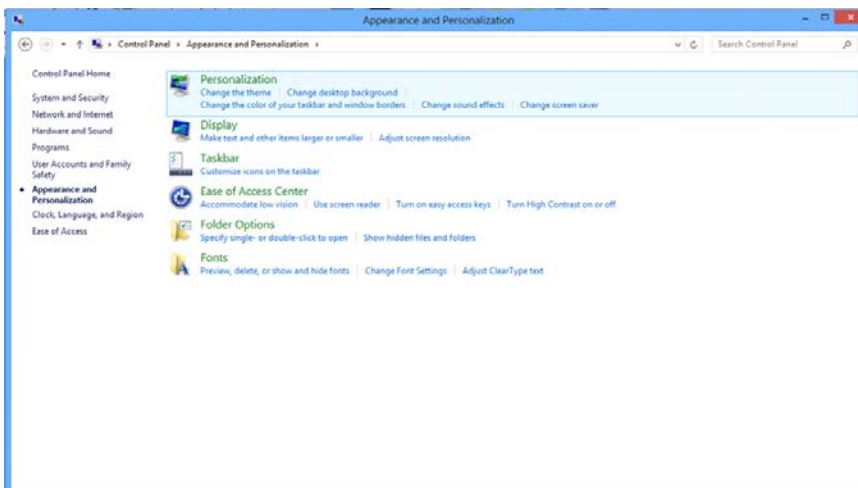 Appearance and Personalization
Control Panel Appearance and Personalization
Search Control Panel
Control Panel Home
System and Security
Network and Internet
Hardware and Sound
Programs
User Accounts and Family
Safety
Appearance and
Personalization
Clock, Language, and Region
Ease of Access
Personalization
Change the theme Change desktop background
Change the color of your taskbar and window borders Change sound effects Change screen saver
Display
Make text and other items larger or smaller Adjust screen resolution
Taskbar
Customize icons on the taskbar
Ease of Access Center
Accommodate low vision Use screen reader Turn on easy access keys Turn High Contrast on or off
Folder Options
Specify single- or double-click to open Show hidden files and folders
Fonts
Preview, delete, or show and hide fonts Change Font Settings Adjust ClearType text